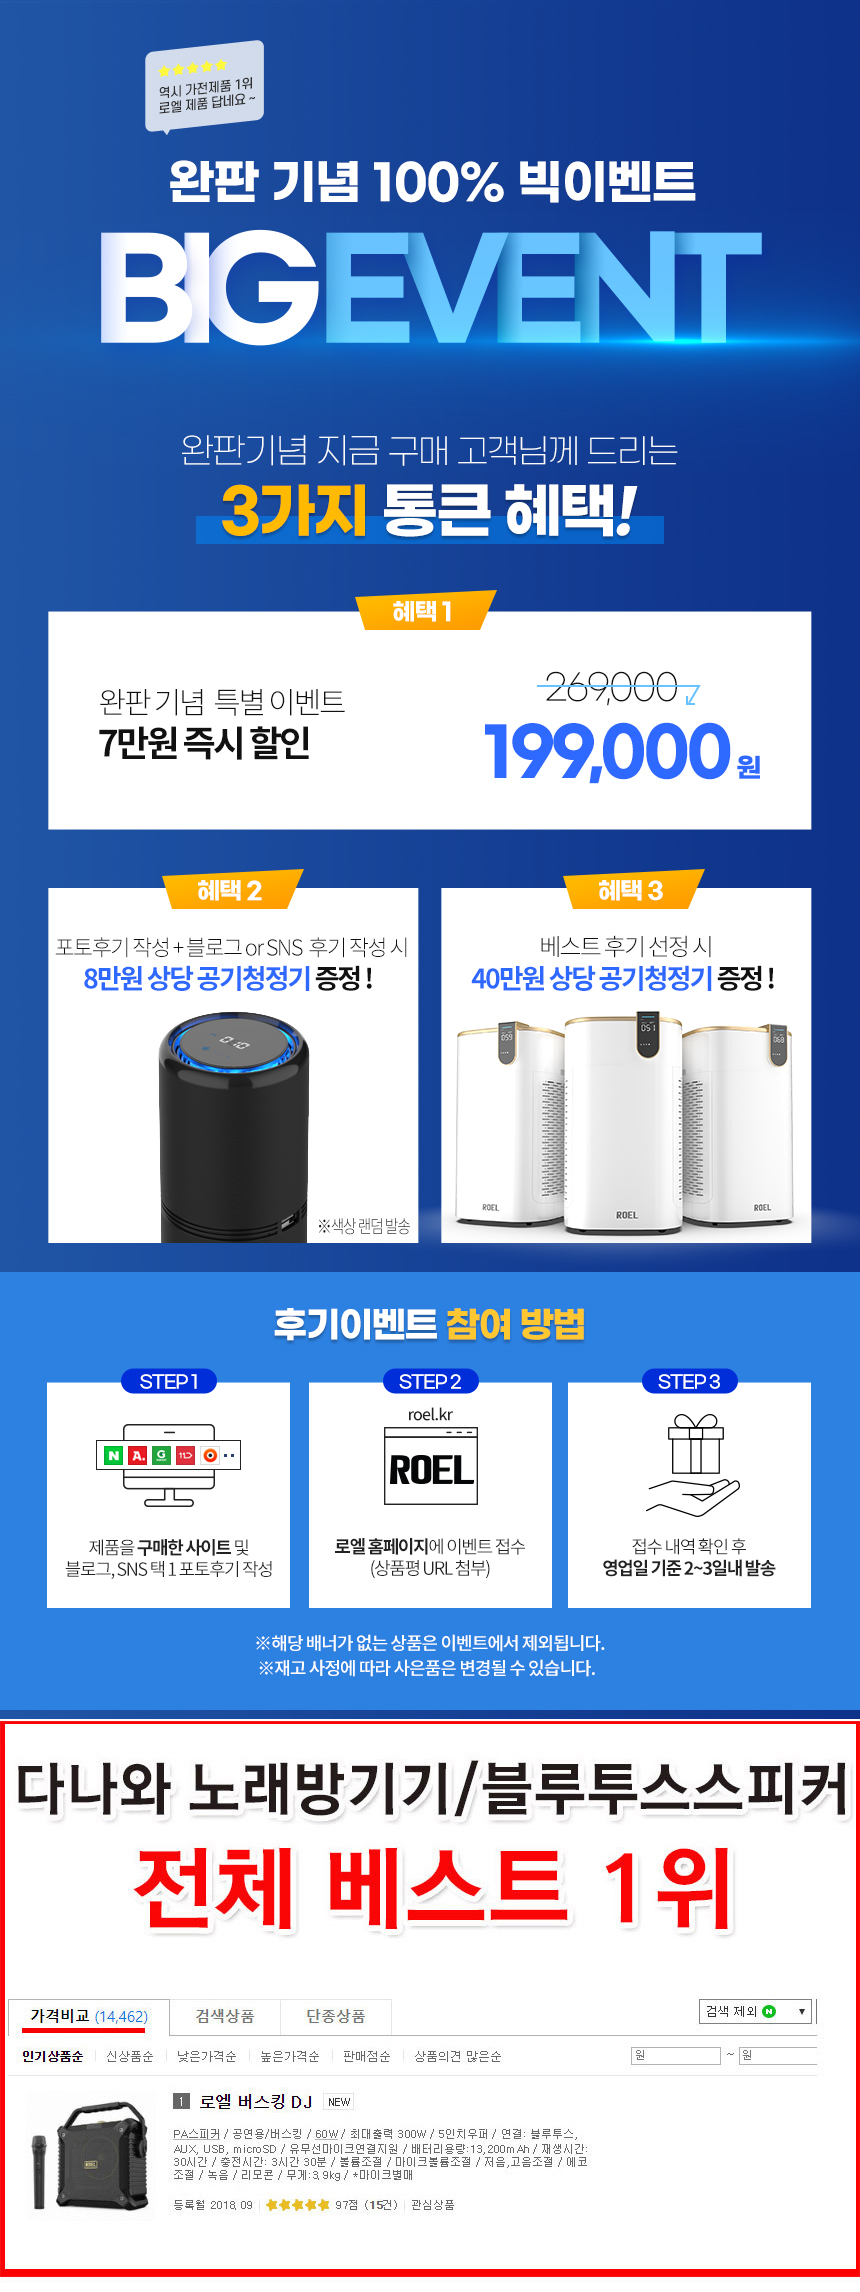 역시 가전제품 1위
로엘 제품 답네요~
완판 기념 100% 빅이벤트
BIG EVENT
완판기념 지금 구매 고객님께 드리는
3가지 통큰 혜택!
혜택 1
완판 기념 특별 이벤트
7만원 즉시 할인
269,000
199,000 원
혜택 2
포토후기 작성 + 블로그 or SNS 후기 작성 시
8만원 상당 공기청정기 증정 !
010
※색상 랜덤 발송
혜택 3
베스트 후기 선정 시
40만원 상당 공기청정기 증정 !
059
051
068
ROEL
ROEL
ROEL
후기이벤트 참여 방법
STEP 1
N A. G 11
제품을 구매한 사이트 및
블로그, SNS 택 1 포토후기 작성
STEP 2
roel.kr
ROEL
로엘 홈페이지에 이벤트 접수
(상품평 URL 첨부)
STEP 3
접수 내역 확인 후
영업일 기준 2~3일내 발송
※해당 배너가 없는 상품은 이벤트에서 제외됩니다.
※재고 사정에 따라 사은품은 변경될 수 있습니다.
다나와 노래방기기/블루투스스피커
전체 베스트 1위
가격비교 (14,462) 검색상품 단종상품
검색 제외 N
인기상품순 신상품순 낮은가격순 높은가격순 판매점순 상품의견 많은순
원 ~ 원
1 로엘 버스킹 DJ NEW
PA스피커 / 공연용/버스킹 / 60W / 최대출력 300W / 5인치우퍼 / 연결: 블루투스,
AUX, USB, microSD / 유무선마이크연결지원 / 배터리용량:13,200mAh / 재생시간:
30시간 / 충전시간: 3시간 30분 / 볼륨조절 / 마이크볼륨조절 / 저음,고음조절 / 에코
조절 / 녹음 / 리모콘 / 무게:3,9kg / *마이크별매
등록월 2018, 09 97점 (15건) 관심상품